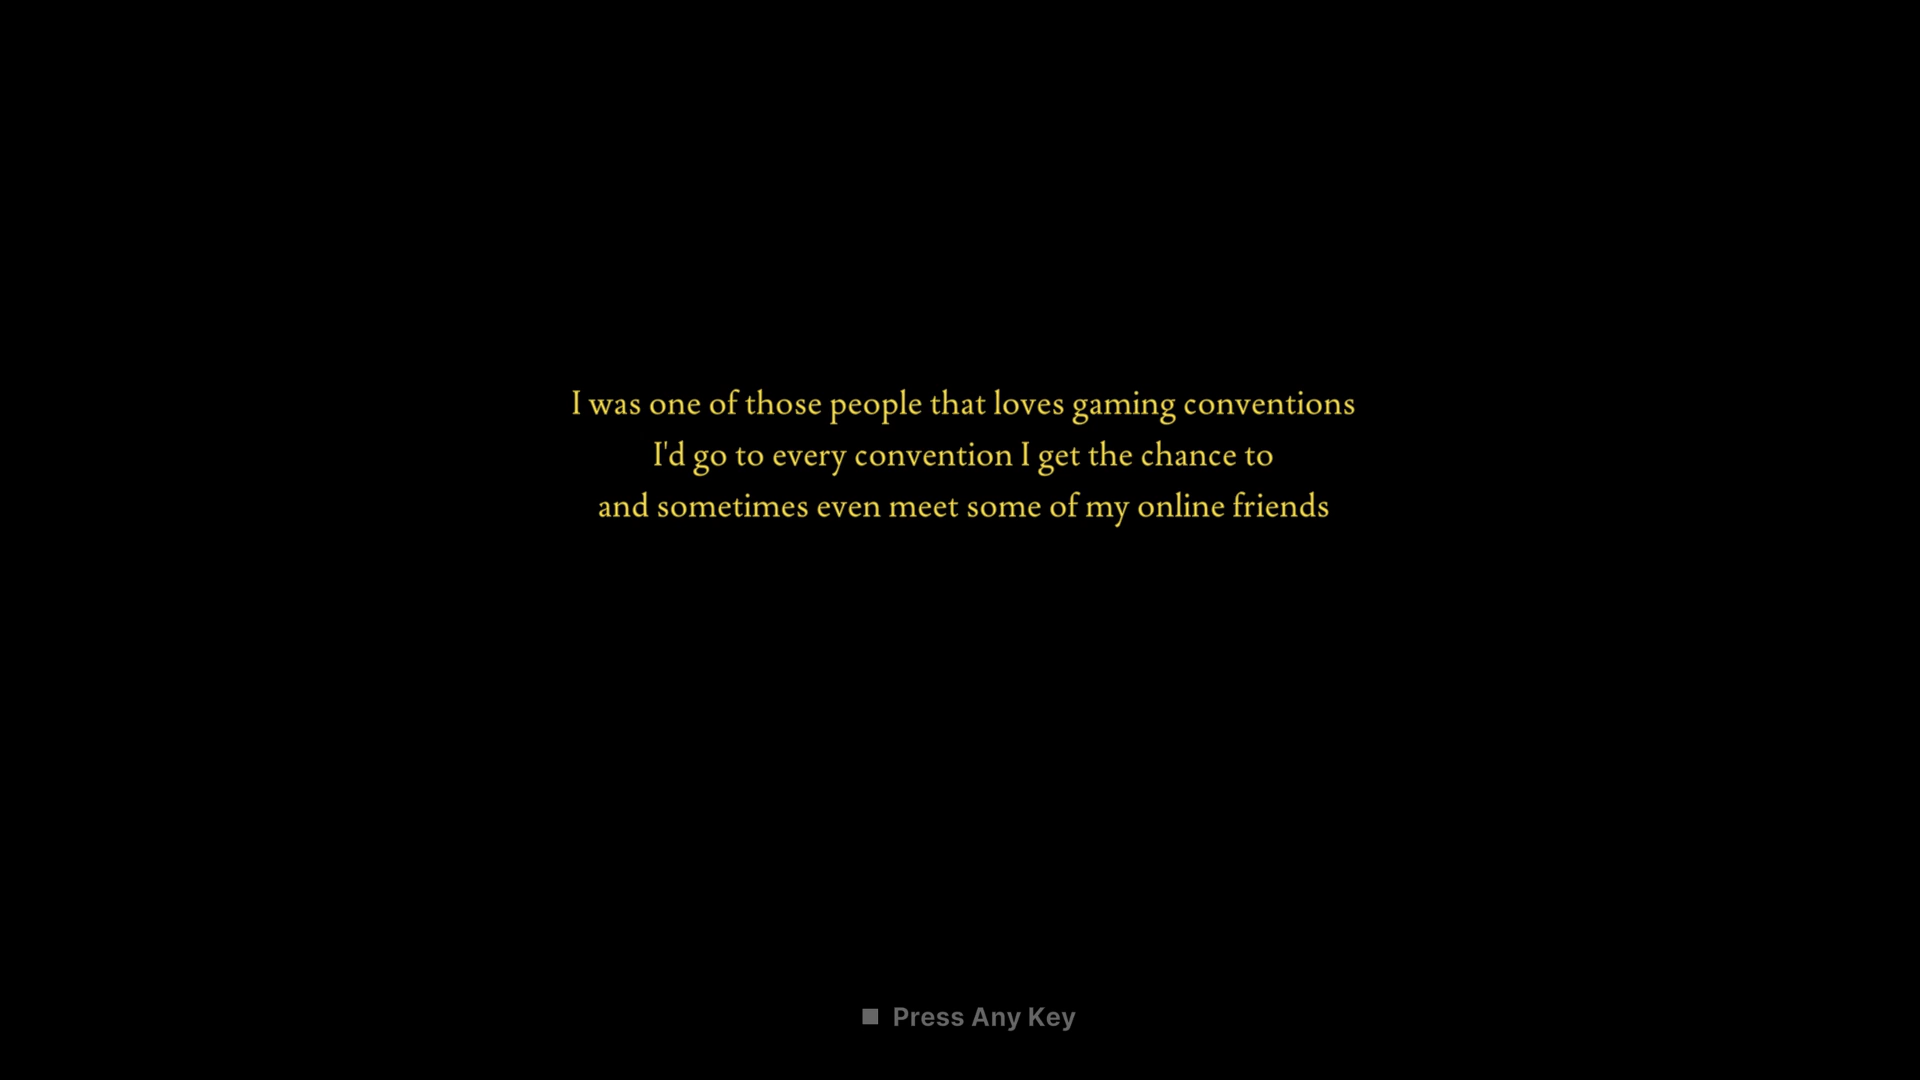 I was one of those people that loves gaming conventions
I'd go to every convention I get the chance to
and sometimes even meet some of my online friends
Press Any Key